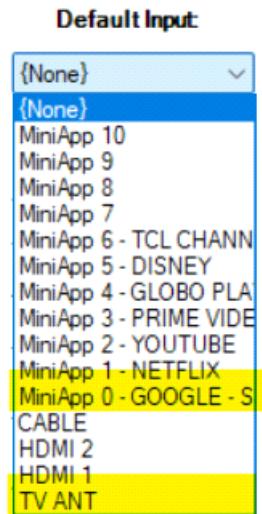 Default Input:
{None}
{None}
MiniApp 10
MiniApp 9
MiniApp 8
MiniApp 7
MiniApp 6 - TCL CHANN
MiniApp 5 - DISNEY
MiniApp 4 - GLOBO PLA
MiniApp 3 - PRIME VIDE
MiniApp 2 - YOUTUBE
MiniApp 1 - NETFLIX
MiniApp 0 - GOOGLE - S
CABLE
HDMI 2
HDMI 1
TV ANT